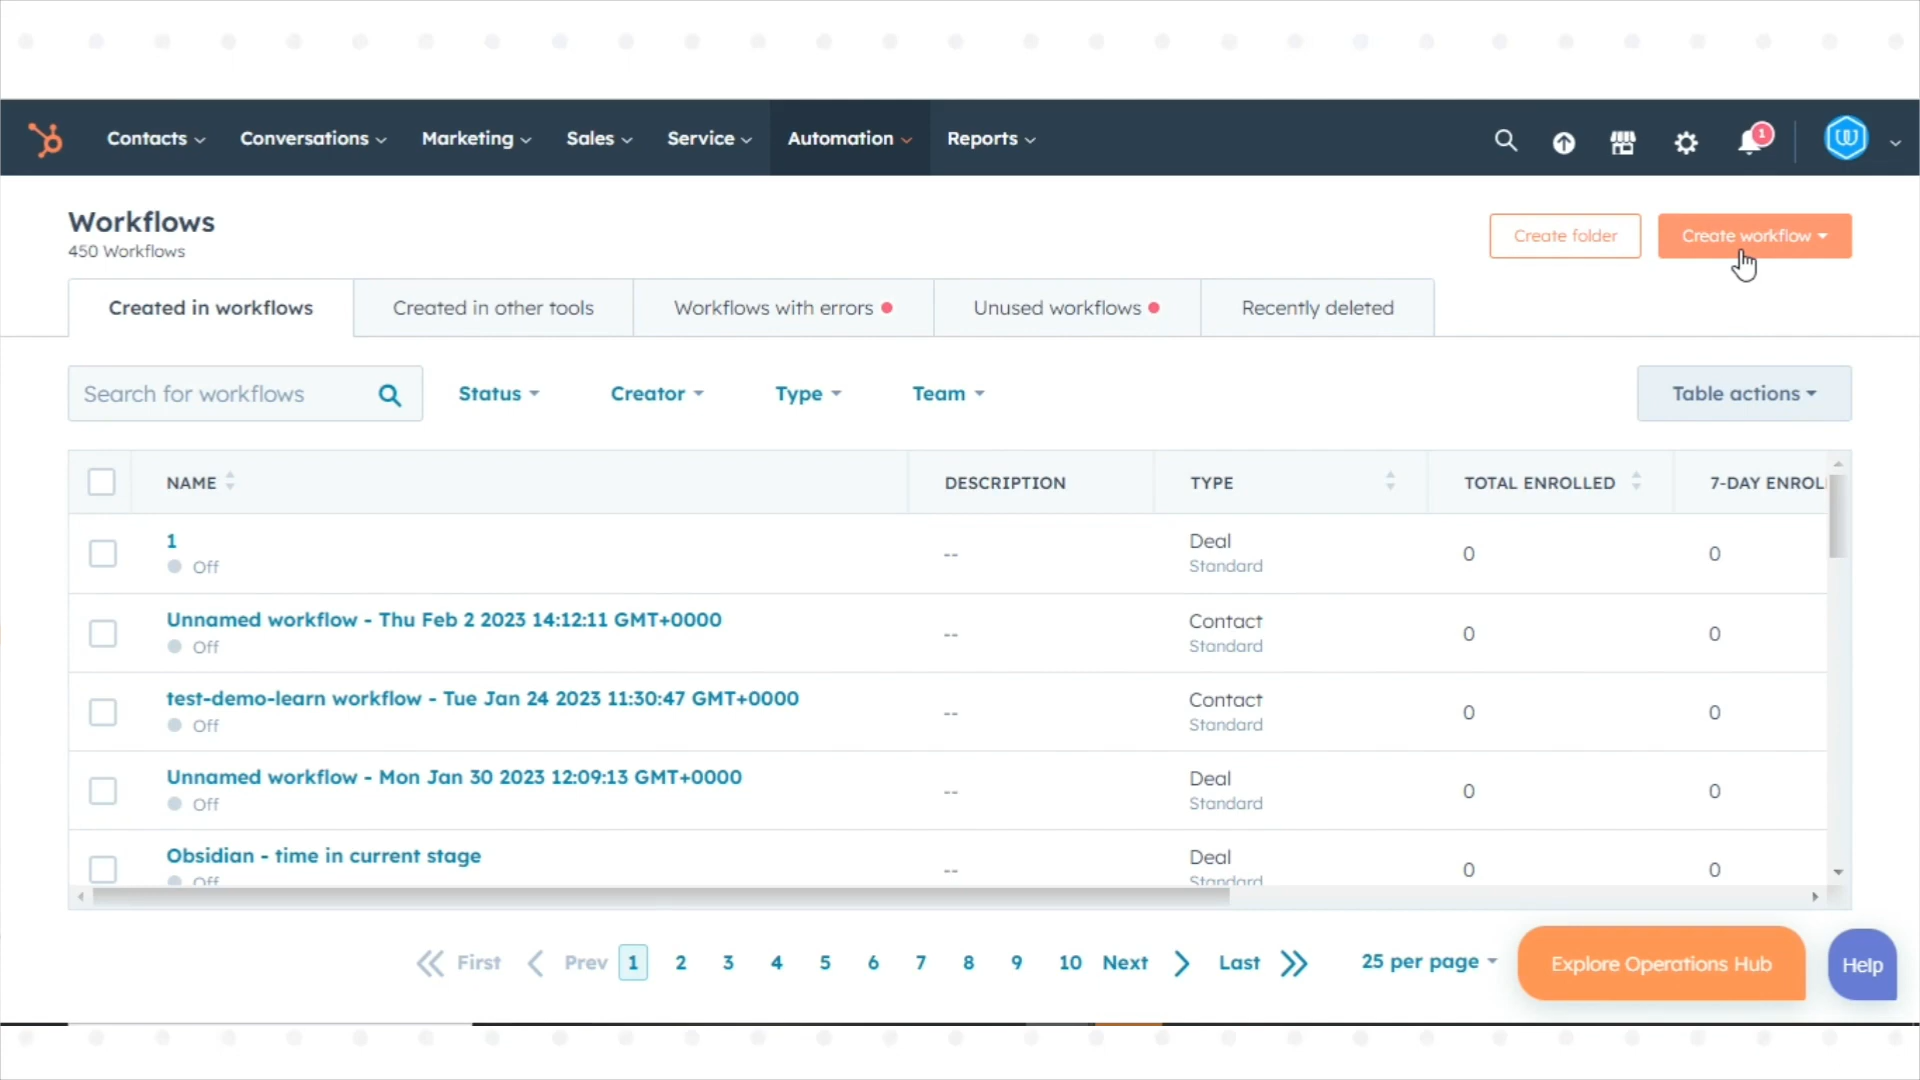 Contacts
Conversations
Marketing
Sales
Service
Automation
Reports
1
Workflows
450 Workflows
Create folder
Create workflow
Created in workflows
Created in other tools
Workflows with errors
Unused workflows
Recently deleted
Search for workflows
Status
Creator
Type
Team
Table actions
NAME
DESCRIPTION
TYPE
TOTAL ENROLLED
7-DAY ENROL
1
Off
--
Deal
Standard
0
0
Unnamed workflow - Thu Feb 2 2023 14:12:11 GMT+0000
Off
--
Contact
Standard
0
0
test-demo-learn workflow - Tue Jan 24 2023 11:30:47 GMT+0000
Off
--
Contact
Standard
0
0
Unnamed workflow - Mon Jan 30 2023 12:09:13 GMT+0000
Off
--
Deal
Standard
0
0
Obsidian - time in current stage
Off
--
Deal
Standard
0
0
First
Prev
1
2
3
4
5
6
7
8
9
10
Next
Last
25 per page
Explore Operations Hub
Help